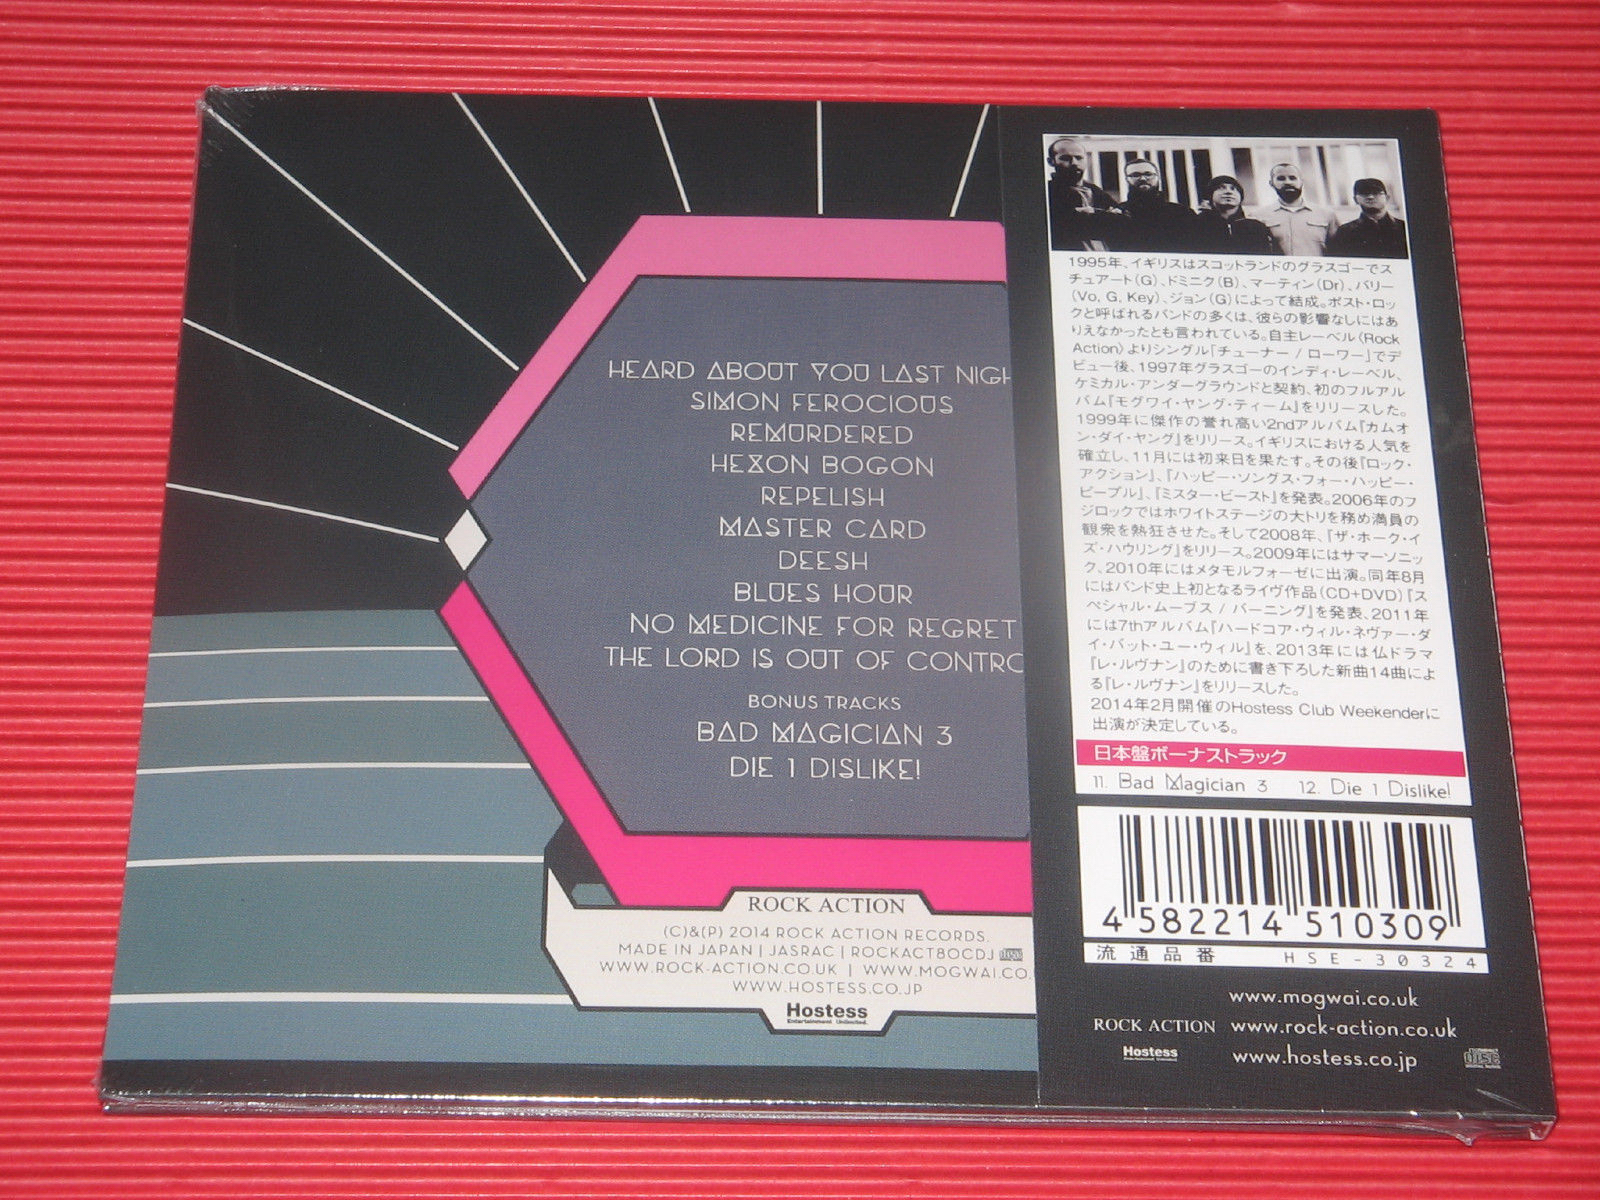 HEARD ABOUT YOU LAST NIGH
SIMON FEROCIOUS
REMURDERED
HEXON BOGON
REPELISH
MASTER CARD
DEESH
BLUES HOUR
NO MEDICINE FOR REGRET
THE LORD IS OUT OF CONTRO
BONUS TRACKS
BAD MAGICIAN 3
DIE 1 DISLIKE!
ROCK ACTION
(C)&(P) 2014 ROCK ACTION RECORDS.
MADE IN JAPAN | JASRAC | ROCKACT80CDJ
WWW.ROCK-ACTION.CO.UK | WWW.MOGWAI.CO.
WWW.HOSTESS.CO.JP
Hostess
Entertainment Unlimited.
1995年、イギリスはスコットランドのグラスゴーでス
チュアート(G)、ドミニク(B)、マーティン(Dr)、バリー
(Vo, G, Key)、ジョン(G)によって結成。ポスト・ロッ
クと呼ばれるバンドの多くは、彼らの影響なしにはあ
りえなかったとも言われている。自主レーベル(Rock
Action)よりシングル『チューナー / ローワー』でデ
ビュー後、1997年グラスゴーのインディ・レーベル、
ケミカル・アンダーグラウンドと契約、初のフルアル
バム『モグワイ・ヤング・ティーム』をリリースした。
1999年に傑作の誉れ高い2ndアルバム『カムオ
ン・ダイ・ヤング』をリリース。イギリスにおける人気を
確立し、11月には初来日を果たす。その後『ロック・
アクション』、『ハッピー・ソングス・フォー・ハッピー・
ピープル』、『ミスター・ビースト』を発表。2006年のフ
ジロックではホワイトステージの大トリを務め満員の
観衆を熱狂させた。そして2008年、『ザ・ホーク・イ
ズ・ハウリング』をリリース。2009年にはサマーソニッ
ク、2010年にはメタモルフォーゼに出演。同年8月
にはバンド史上初となるライヴ作品(CD+DVD)『ス
ペシャル・ムーブス / バーニング』を発表、2011年
には7thアルバム『ハードコア・ウィル・ネヴァー・ダ
イ・バット・ユー・ウィル』を、2013年には仏ドラマ
『レ・ルヴナン』のために書き下ろした新曲14曲によ
る『レ・ルヴナン』をリリースした。
2014年2月開催のHostess Club Weekenderに
出演が決定している。
日本盤ボーナストラック
11. Bad Magician 3 12. Die 1 Dislike!
4 582214 510309
流通品番 HSE-30324
www.mogwai.co.uk
ROCK ACTION www.rock-action.co.uk
Hostess www.hostess.co.jp